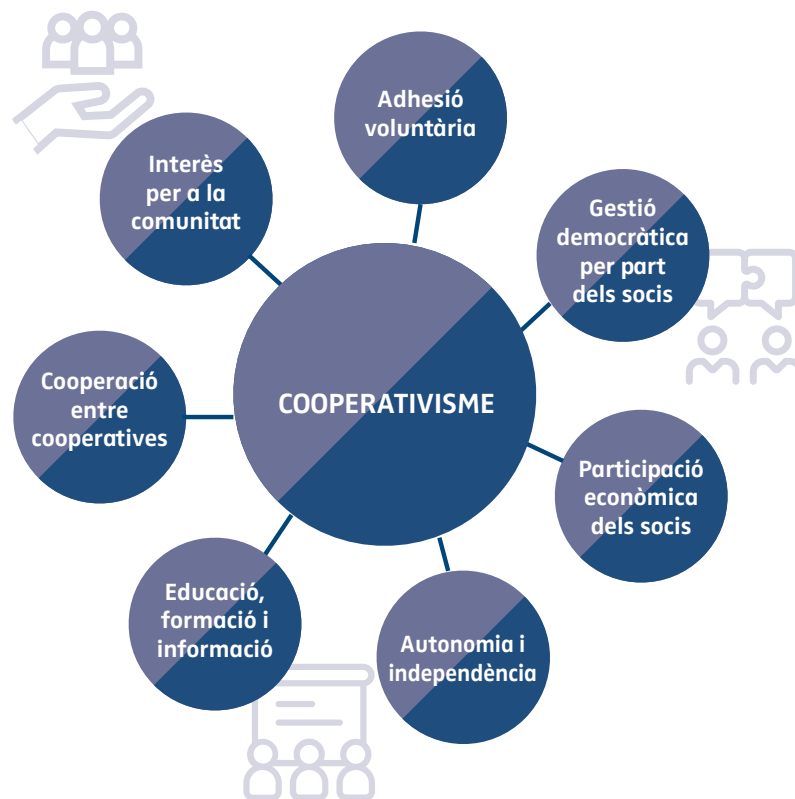 Adhesió
voluntària
Interès
per a la
comunitat
Gestió
democràtica
per part
dels socis
Cooperació
entre
cooperatives
COOPERATIVISME
Participació
econòmica
dels socis
Educació,
formació i
informació
Autonomia i
independència